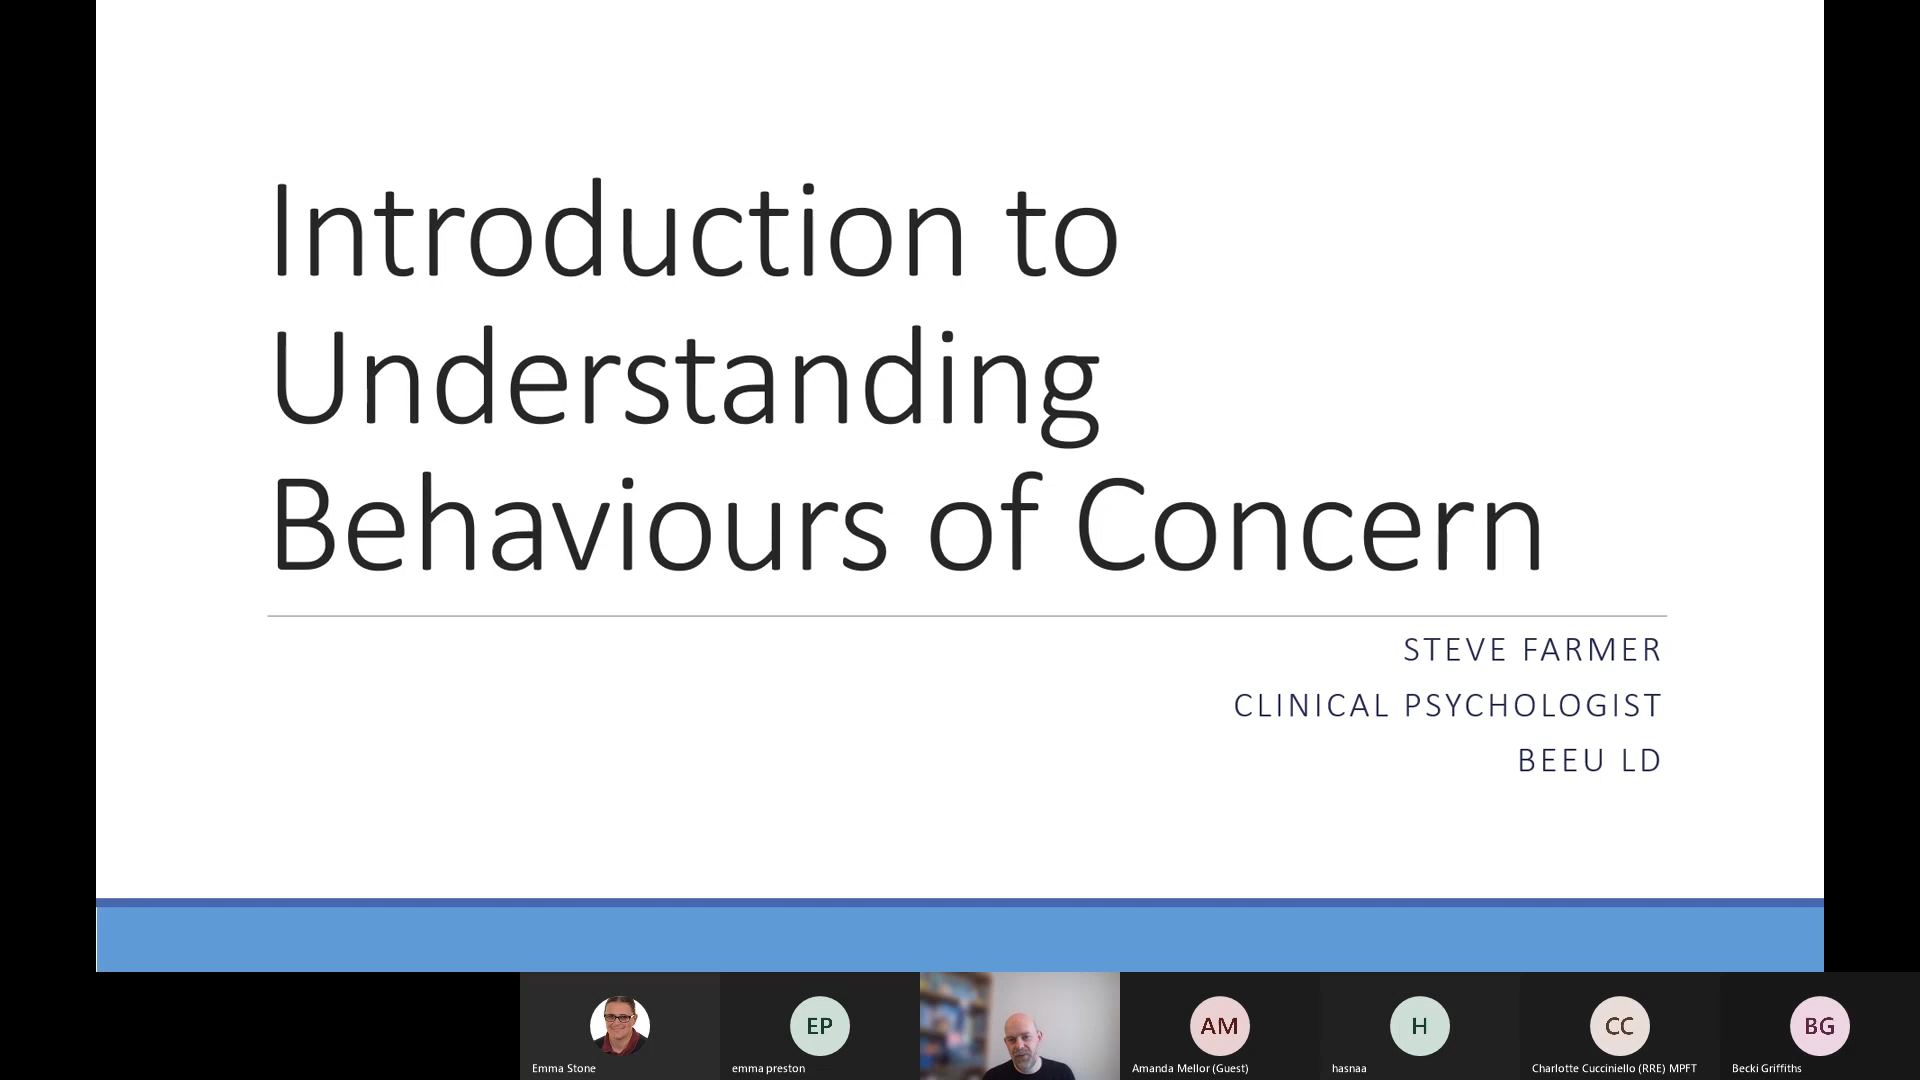 Introduction to
Understanding
Behaviours of Concern
STEVE FARMER
CLINICAL PSYCHOLOGIST
BEEU LD
EP
AM
H
CC
BG
Emma Stone
emma preston
Amanda Mellor (Guest)
hasnaa
Charlotte Cucciniello (RRE) MPFT
Becki Griffiths